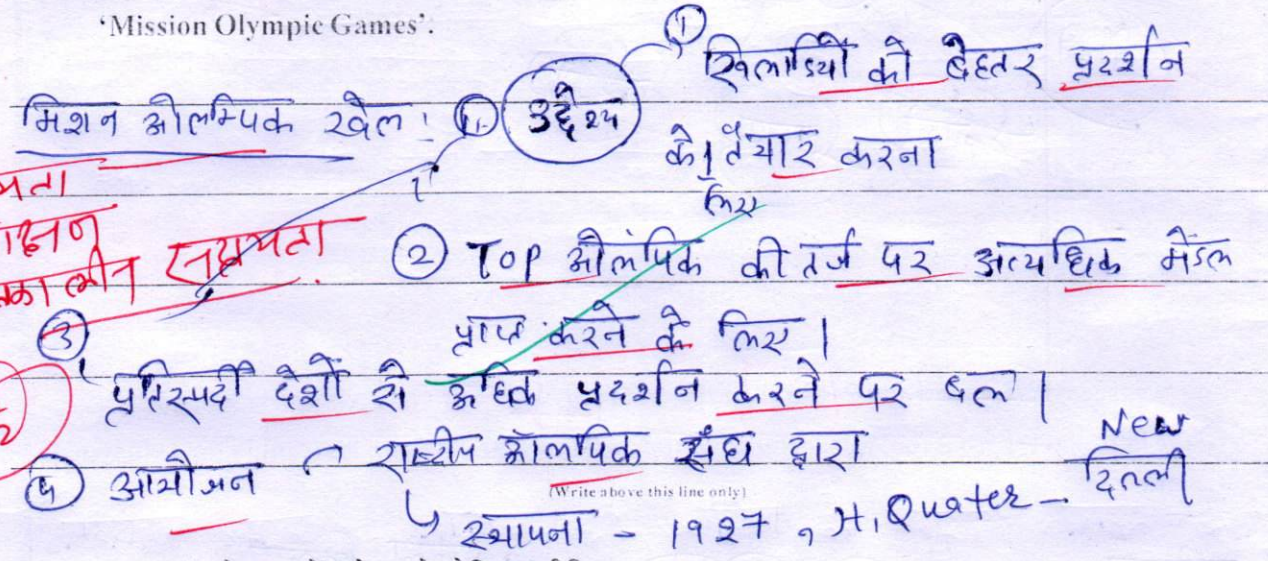 'Mission Olympic Games'.
① खिलाडियों को बेहतर प्रदर्शन
मिशन ओलम्पिक खेल : उद्देश्य
के तैयार करना
लिए
सहायता
② Top ओलंपिक की तर्ज पर अत्यधिक मेंडल
प्राप्त करने के लिए |
③
प्रतिस्पर्दी देशों से अधिक प्रदर्शन करने पर बल |
④ आयोजन राष्ट्रीय ओलंपिक संघ द्वारा
New
दिल्ली
(Write above this line only)
स्थापना - 1927, H. Quater -